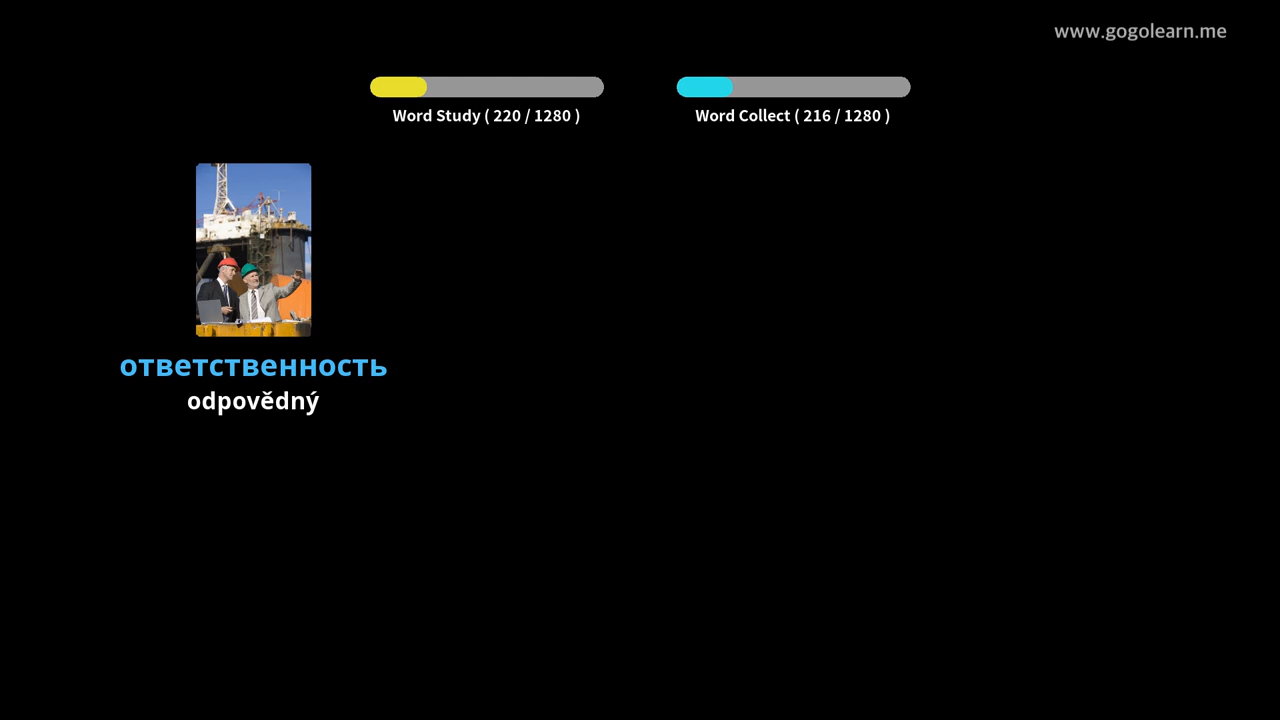 www.gogolearn.me
Word Study ( 220 / 1280 )
Word Collect ( 216 / 1280 )
ответственность
odpovědný